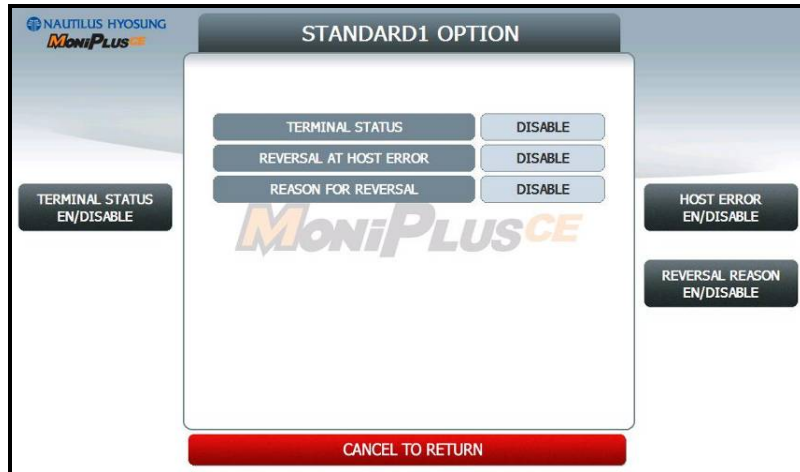 NAUTILUS HYOSUNG
MoniPlusCE
STANDARD1 OPTION
TERMINAL STATUS DISABLE
REVERSAL AT HOST ERROR DISABLE
REASON FOR REVERSAL DISABLE
TERMINAL STATUS
EN/DISABLE
HOST ERROR
EN/DISABLE
MoniPlusCE
REVERSAL REASON
EN/DISABLE
CANCEL TO RETURN